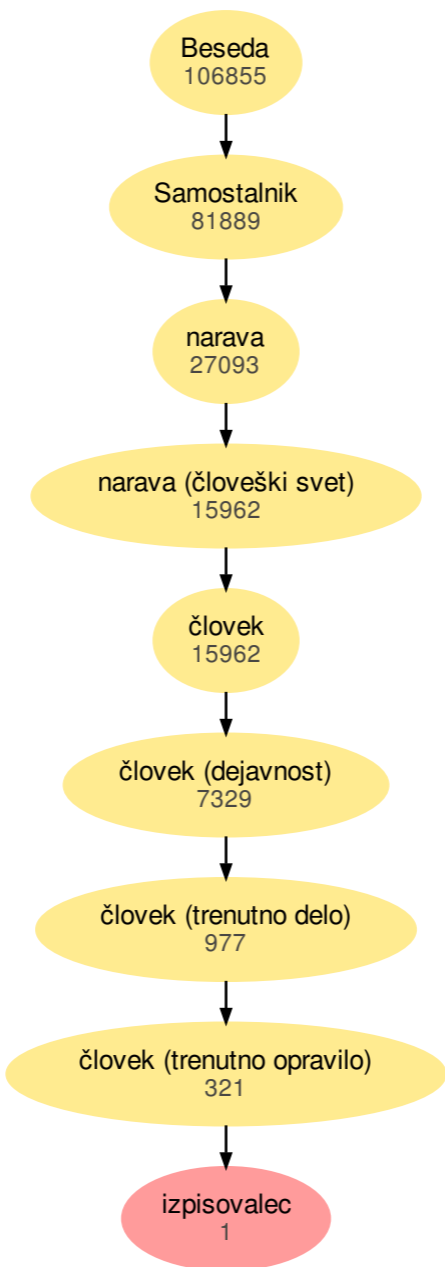 Beseda
106855
Samostalnik
81889
narava
27093
narava (človeški svet)
15962
človek
15962
človek (dejavnost)
7329
človek (trenutno delo)
977
človek (trenutno opravilo)
321
izpisovalec
1